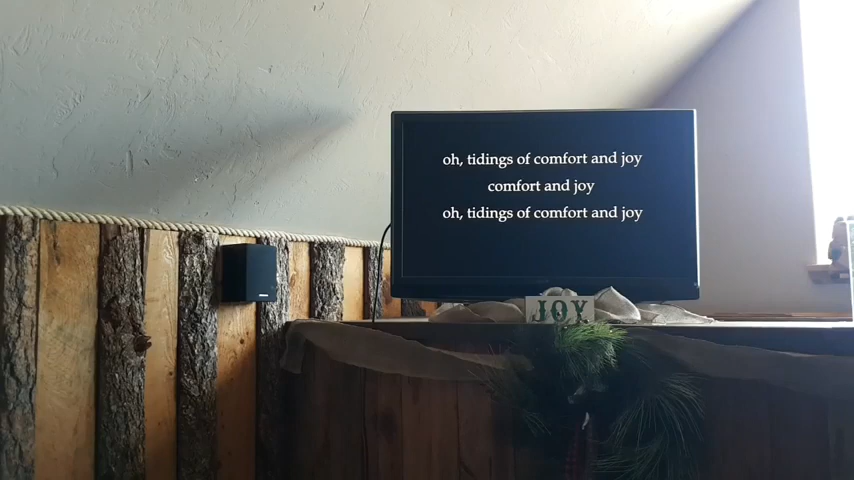 oh, tidings of comfort and joy
comfort and joy
oh, tidings of comfort and joy
JOY